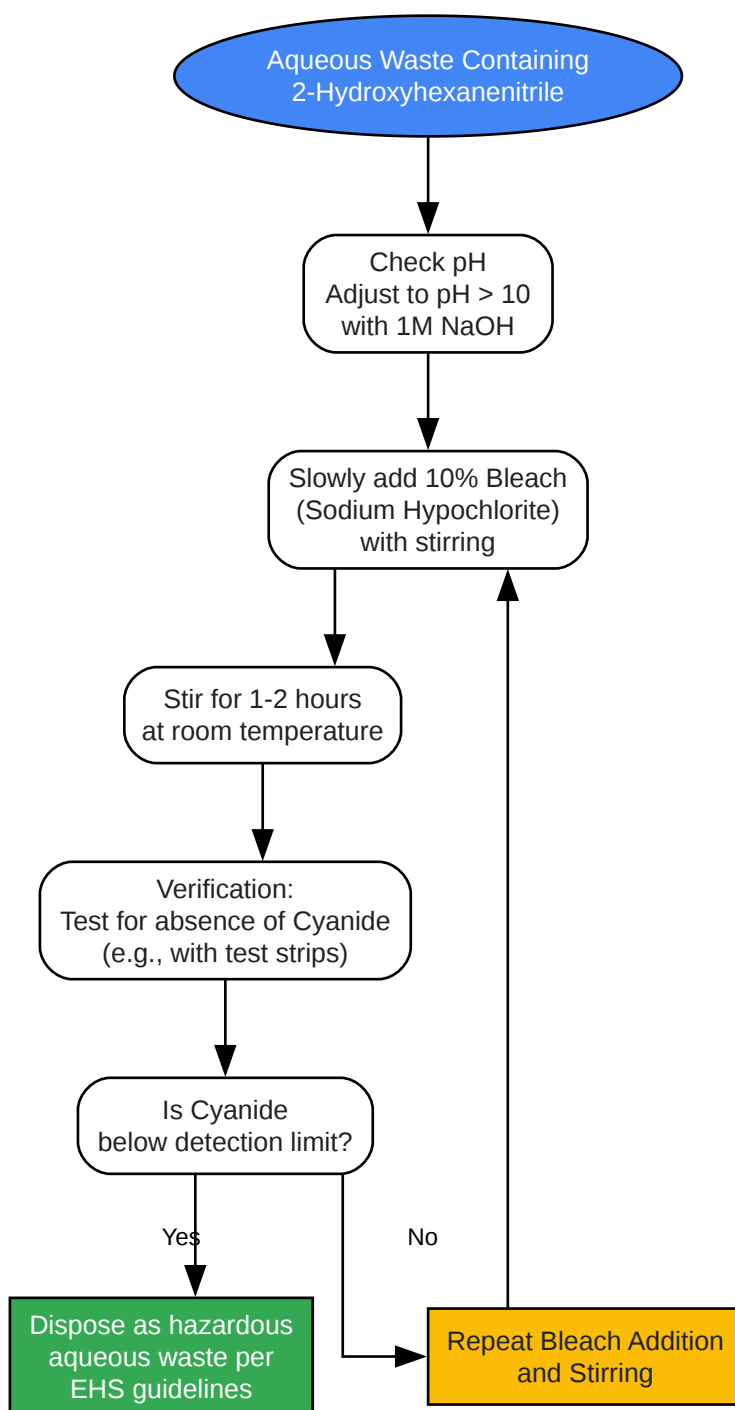 Aqueous Waste Containing
2-Hydroxyhexanenitrile
Check pH
Adjust to pH > 10
with 1M NaOH
Slowly add 10% Bleach
(Sodium Hypochlorite)
with stirring
Stir for 1-2 hours
at room temperature
Verification:
Test for absence of Cyanide
(e.g., with test strips)
Is Cyanide
below detection limit?
Yes
No
Dispose as hazardous
aqueous waste per
EHS guidelines
Repeat Bleach Addition
and Stirring